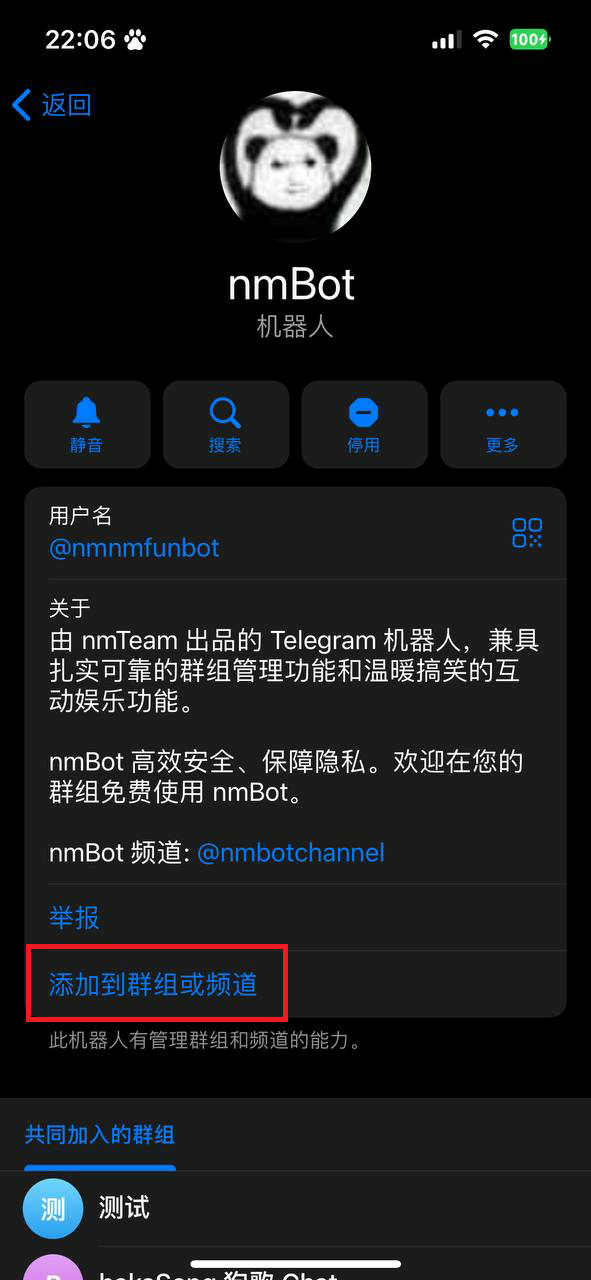 22:06
100
返回
nmBot
机器人
静音
搜索
停用
更多
用户名
@nmnmfunbot
关于
由 nmTeam 出品的 Telegram 机器人，兼具
扎实可靠的群组管理功能和温暖搞笑的互
动娱乐功能。
nmBot 高效安全、保障隐私。欢迎在您的
群组免费使用 nmBot。
nmBot 频道: @nmbotchannel
举报
添加到群组或频道
此机器人有管理群组和频道的能力。
共同加入的群组
测
测试